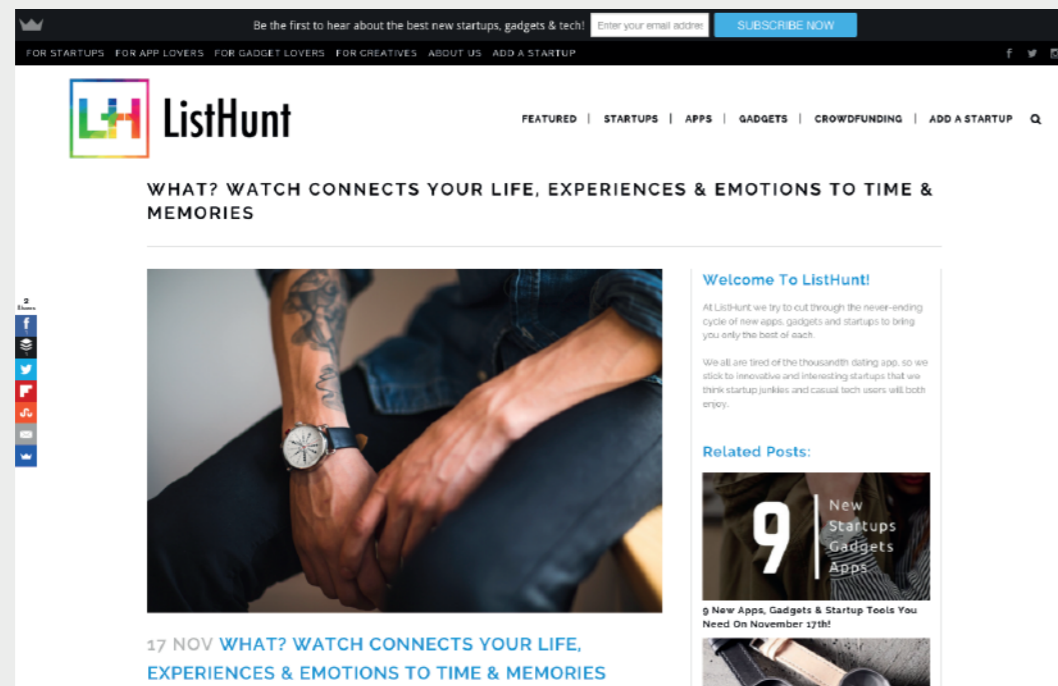 Be the first to hear about the best new startups, gadgets & tech! Enter your email addres SUBSCRIBE NOW
FOR STARTUPS FOR APP LOVERS FOR GADGET LOVERS FOR CREATIVES ABOUT US ADD A STARTUP
LH ListHunt
FEATURED | STARTUPS | APPS | GADGETS | CROWDFUNDING | ADD A STARTUP
WHAT? WATCH CONNECTS YOUR LIFE, EXPERIENCES & EMOTIONS TO TIME &
MEMORIES
2
Shares
Welcome To ListHunt!
At ListHunt we try to cut through the never-ending
cycle of new apps, gadgets and startups to bring
you only the best of each.
We all are tired of the thousandth dating app, so we
stick to innovative and interesting startups that we
think startup junkies and casual tech users will both
enjoy.
Related Posts:
9
New
Startups
Gadgets
Apps
9 New Apps, Gadgets & Startup Tools You
Need On November 17th!
17 NOV WHAT? WATCH CONNECTS YOUR LIFE,
EXPERIENCES & EMOTIONS TO TIME & MEMORIES